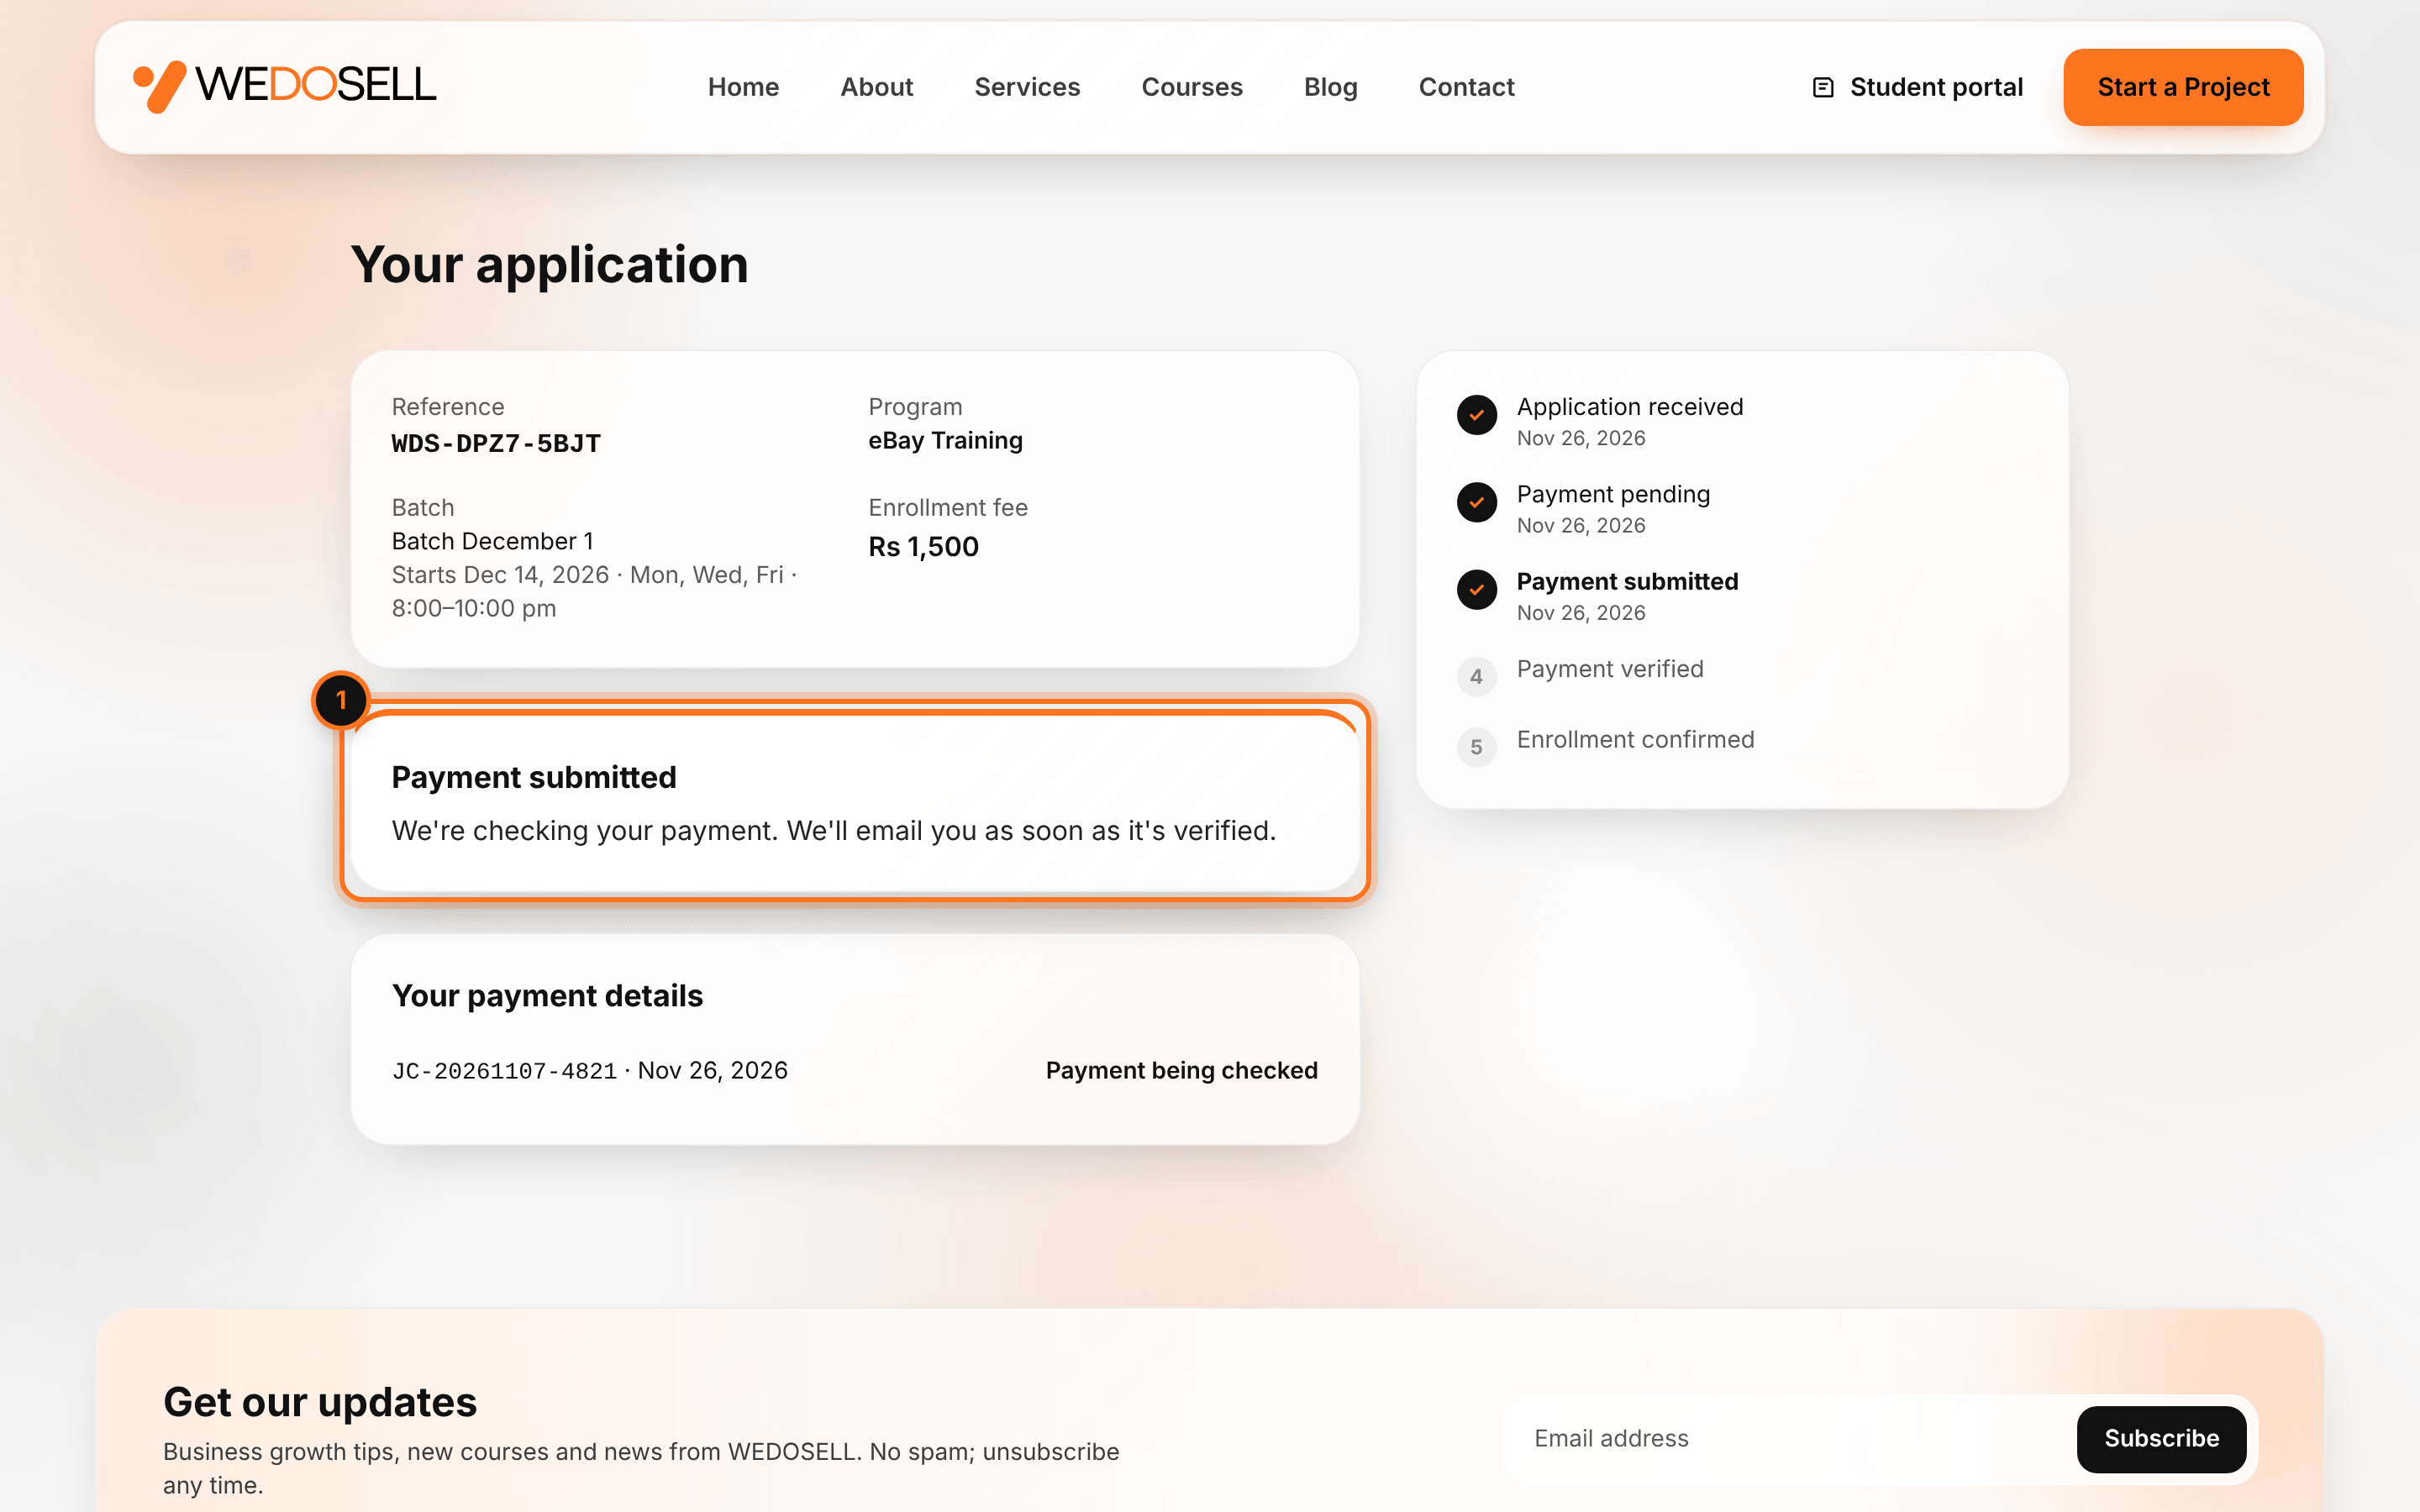 WEDOSELL
Home About Services Courses Blog Contact
Student portal
Start a Project
Your application
Reference
WDS-DPZ7-5BJT
Program
eBay Training
Batch
Batch December 1
Starts Dec 14, 2026 · Mon, Wed, Fri ·
8:00–10:00 pm
Enrollment fee
Rs 1,500
1
Payment submitted
We're checking your payment. We'll email you as soon as it's verified.
Your payment details
JC-20261107-4821 · Nov 26, 2026
Payment being checked
Application received
Nov 26, 2026
Payment pending
Nov 26, 2026
Payment submitted
Nov 26, 2026
4 Payment verified
5 Enrollment confirmed
Get our updates
Business growth tips, new courses and news from WEDOSELL. No spam; unsubscribe
any time.
Email address
Subscribe